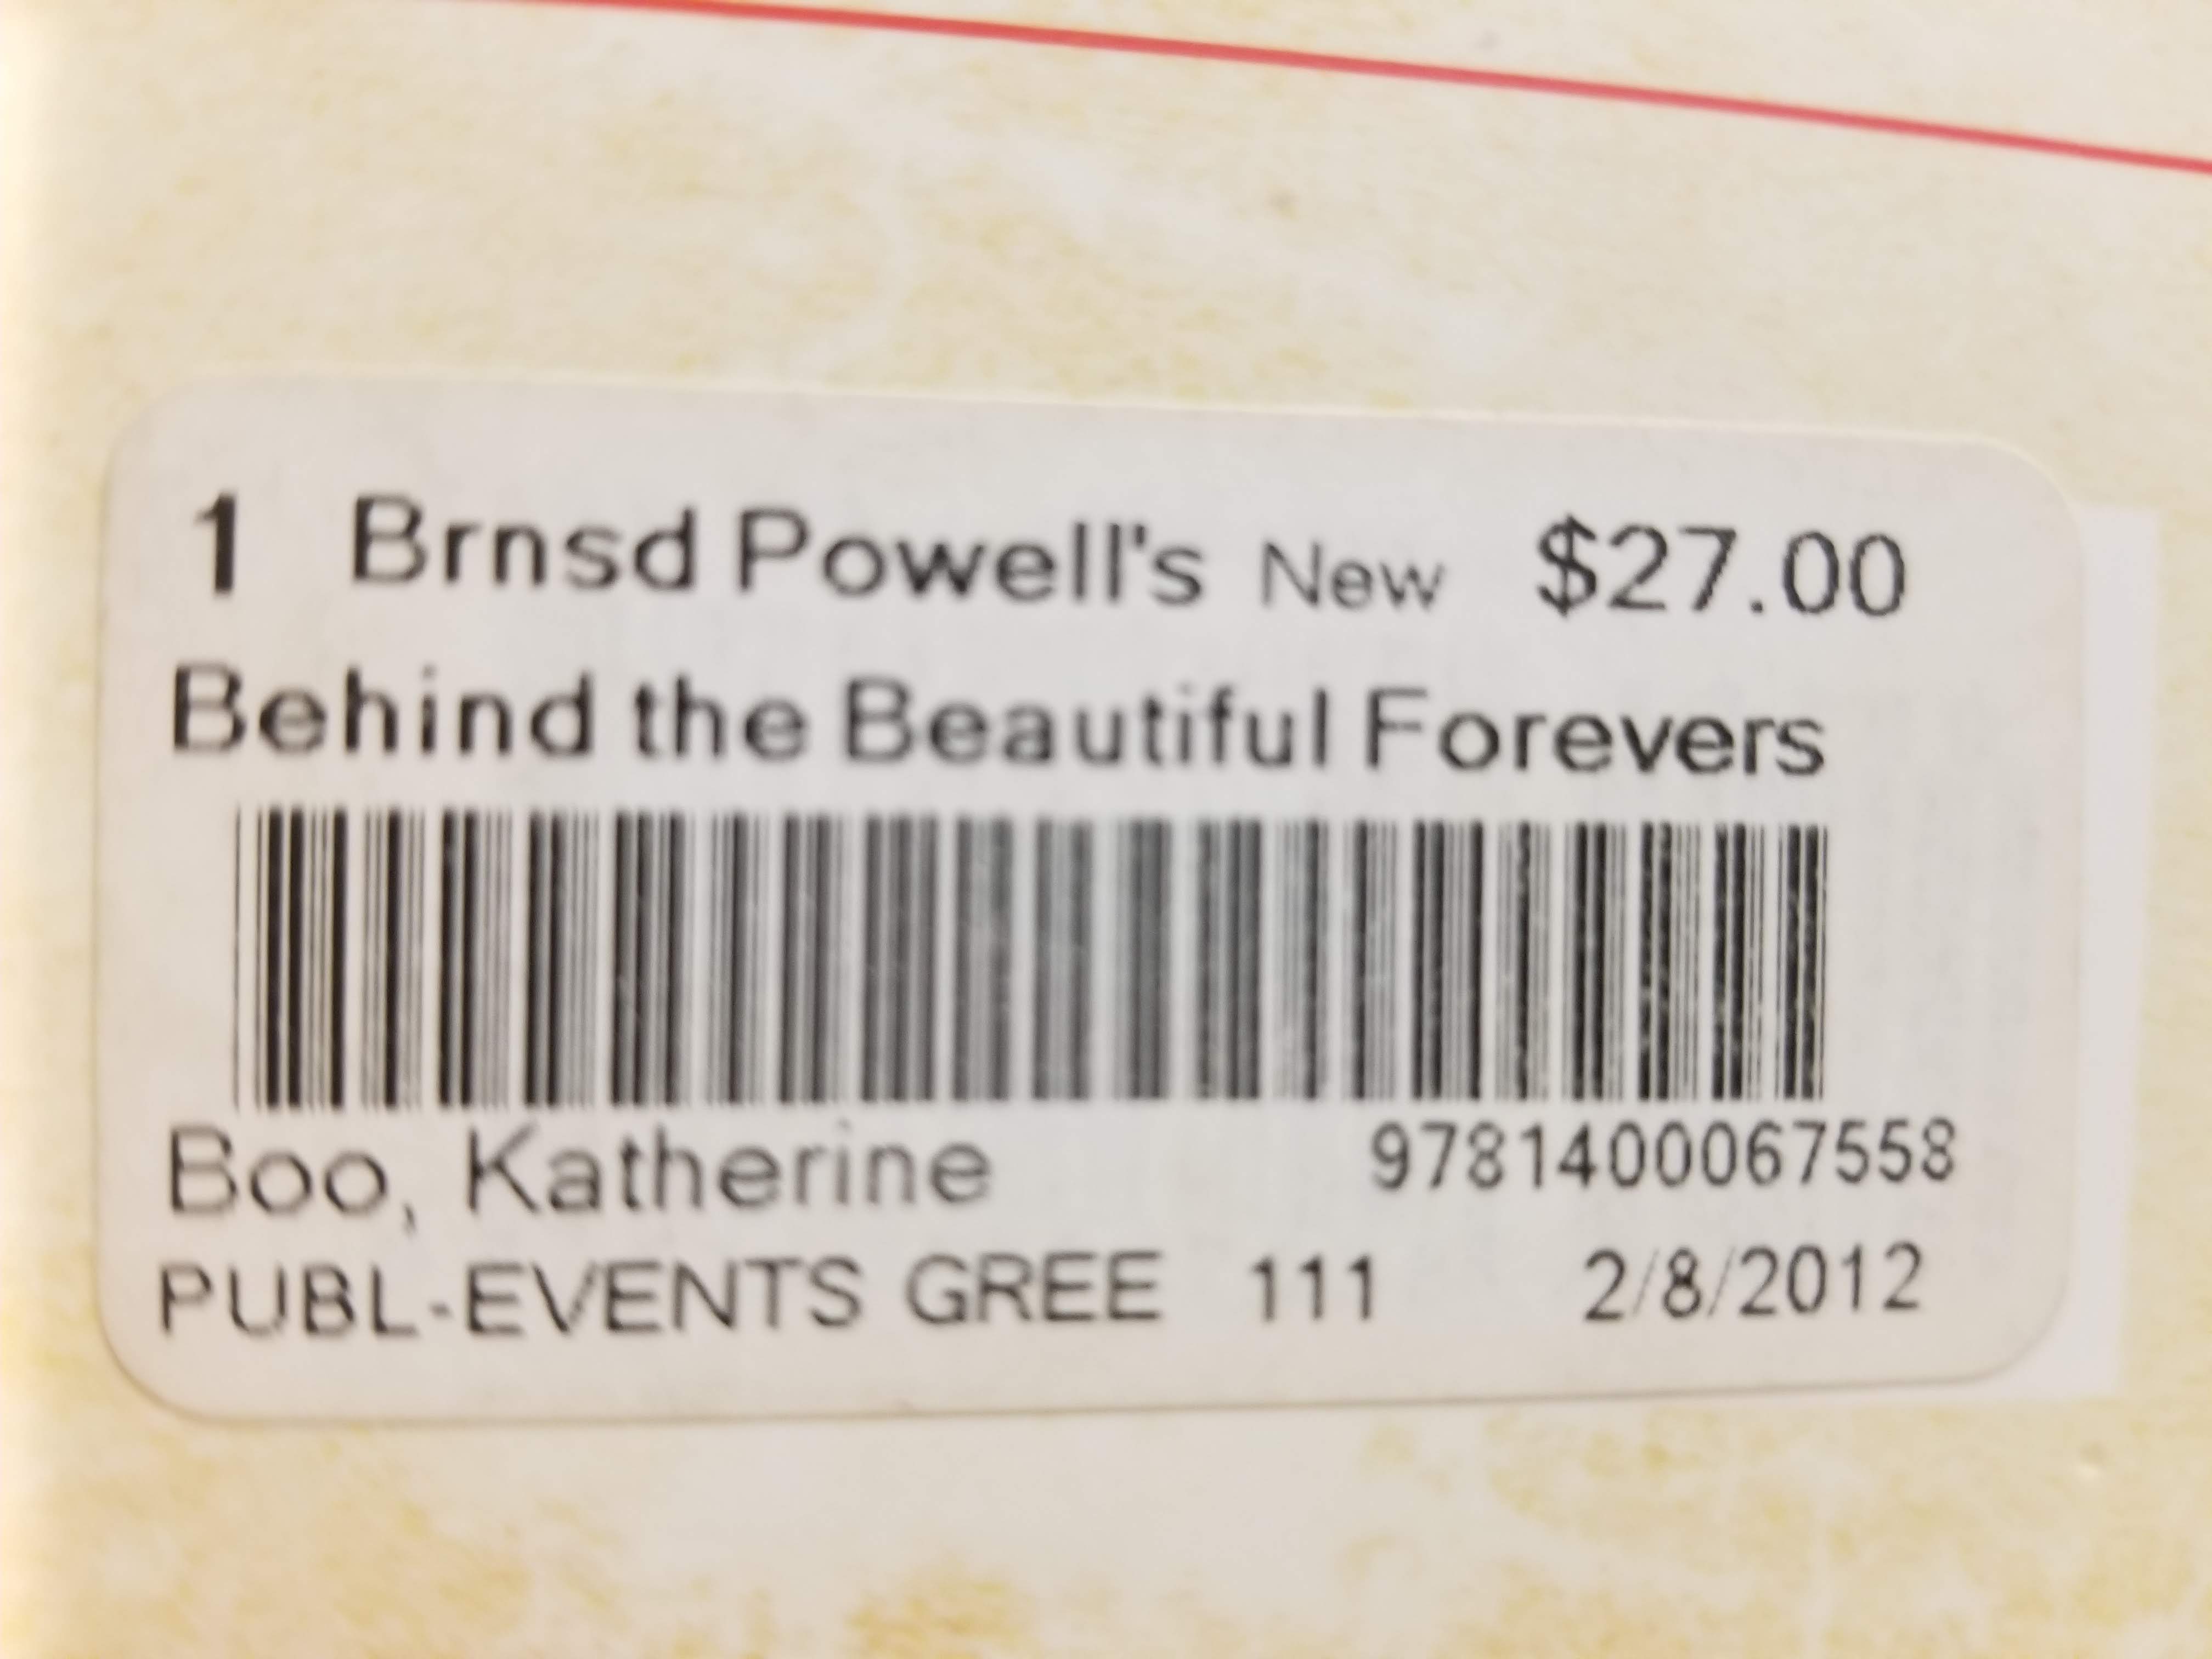 1 Brnsd Powell's New $27.00
Behind the Beautiful Forevers
Boo, Katherine 9781400067558
PUBL-EVENTS GREE 111 2/8/2012